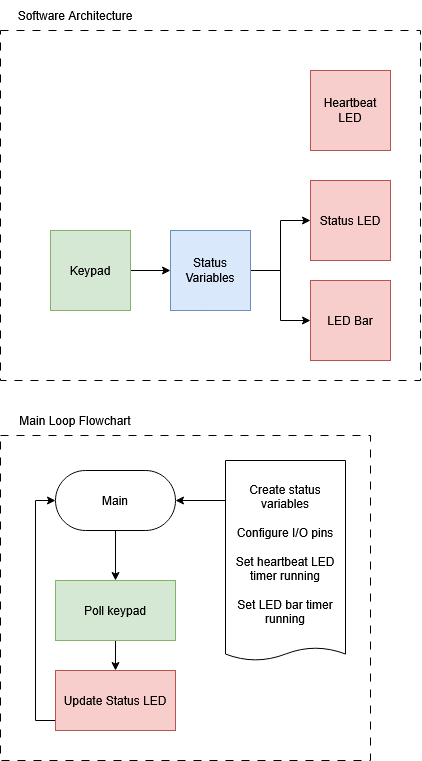 Software Architecture
Heartbeat
LED
Status LED
Keypad
Status
Variables
LED Bar
Main Loop Flowchart
Main
Create status
variables
Configure I/O pins
Set heartbeat LED
timer running
Set LED bar timer
running
Poll keypad
Update Status LED